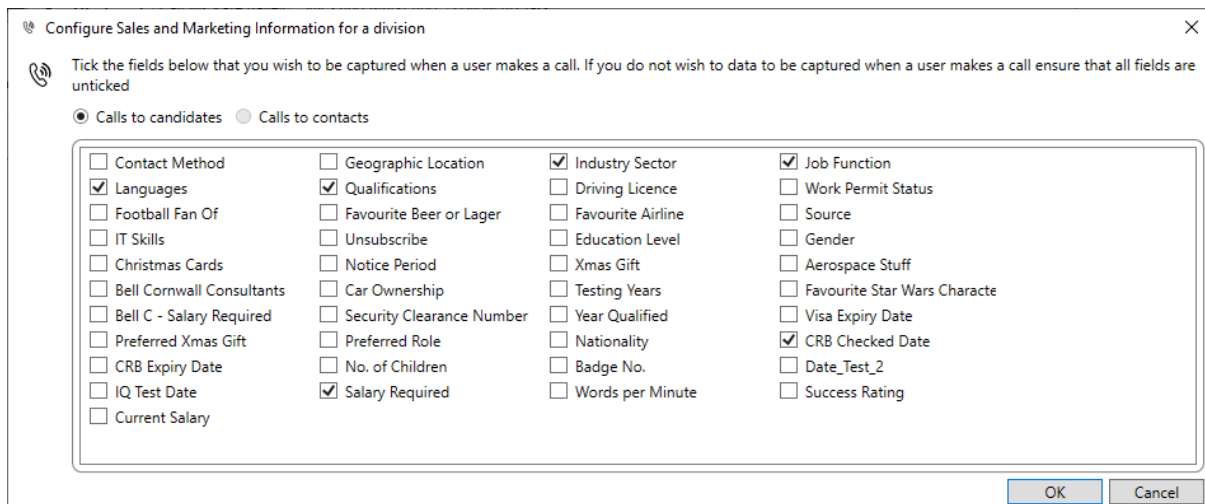 Configure Sales and Marketing Information for a division
Tick the fields below that you wish to be captured when a user makes a call. If you do not wish to data to be captured when a user makes a call ensure that all fields are
unticked
Calls to candidates Calls to contacts
Contact Method Geographic Location Industry Sector Job Function
Languages Qualifications Driving Licence Work Permit Status
Football Fan Of Favourite Beer or Lager Favourite Airline Source
IT Skills Unsubscribe Education Level Gender
Christmas Cards Notice Period Xmas Gift Aerospace Stuff
Bell Cornwall Consultants Car Ownership Testing Years Favourite Star Wars Characte
Bell C - Salary Required Security Clearance Number Year Qualified Visa Expiry Date
Preferred Xmas Gift Preferred Role Nationality CRB Checked Date
CRB Expiry Date No. of Children Badge No. Date_Test_2
IQ Test Date Salary Required Words per Minute Success Rating
Current Salary
OK Cancel